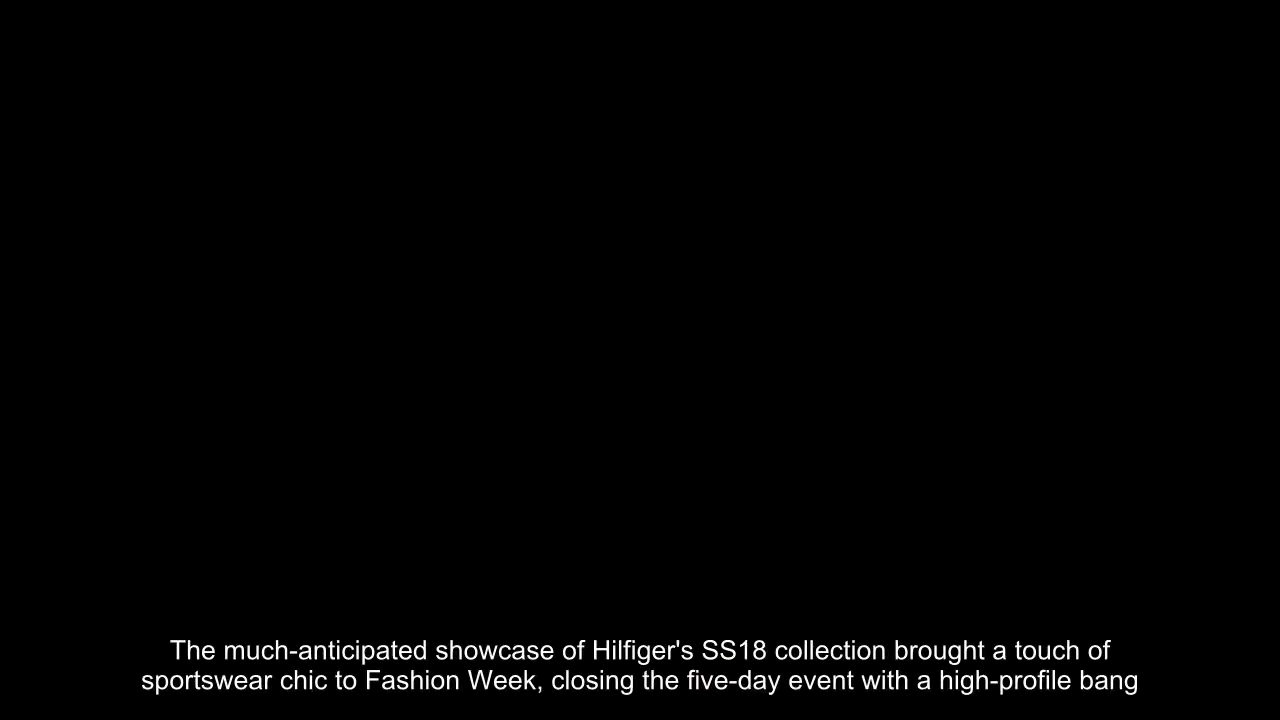 The much-anticipated showcase of Hilfiger's SS18 collection brought a touch of
sportswear chic to Fashion Week, closing the five-day event with a high-profile bang